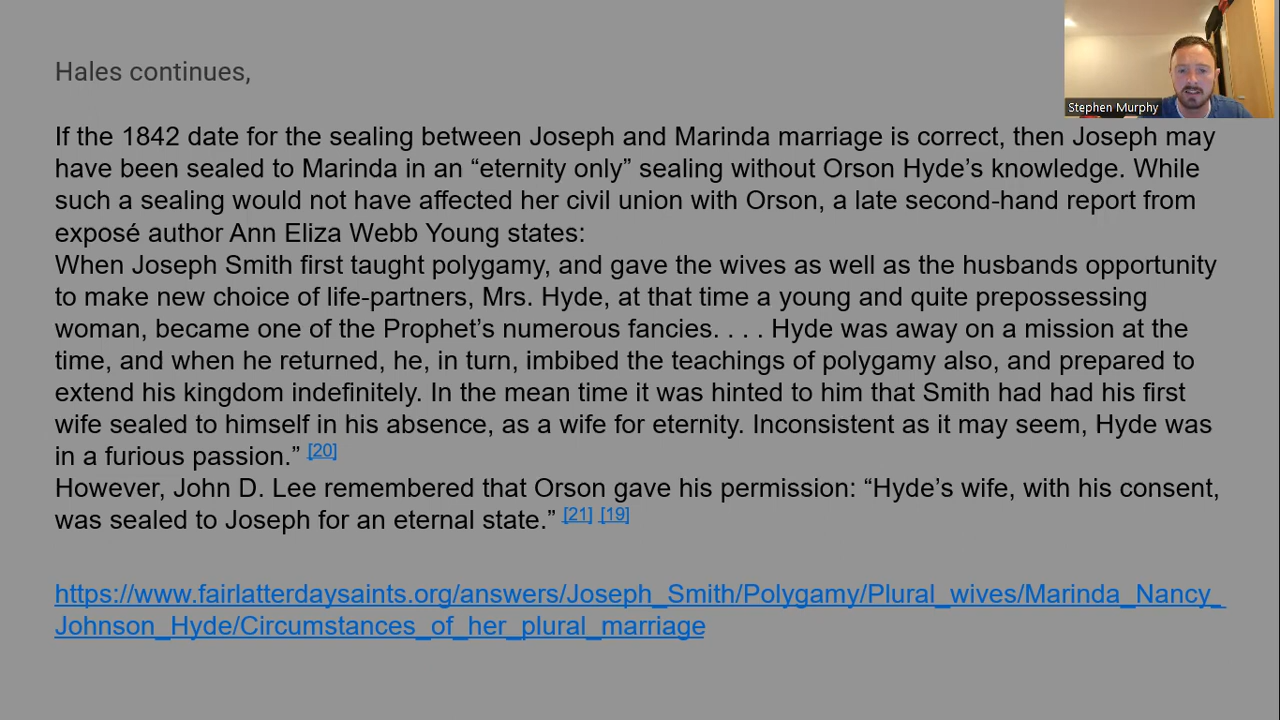 Hales continues,
Stephen Murphy
If the 1842 date for the sealing between Joseph and Marinda marriage is correct, then Joseph may
have been sealed to Marinda in an “eternity only” sealing without Orson Hyde’s knowledge. While
such a sealing would not have affected her civil union with Orson, a late second-hand report from
exposé author Ann Eliza Webb Young states:
When Joseph Smith first taught polygamy, and gave the wives as well as the husbands opportunity
to make new choice of life-partners, Mrs. Hyde, at that time a young and quite prepossessing
woman, became one of the Prophet’s numerous fancies. . . . Hyde was away on a mission at the
time, and when he returned, he, in turn, imbibed the teachings of polygamy also, and prepared to
extend his kingdom indefinitely. In the mean time it was hinted to him that Smith had had his first
wife sealed to himself in his absence, as a wife for eternity. Inconsistent as it may seem, Hyde was
in a furious passion.” [20]
However, John D. Lee remembered that Orson gave his permission: “Hyde’s wife, with his consent,
was sealed to Joseph for an eternal state.” [21] [19]
https://www.fairlatterdaysaints.org/answers/Joseph_Smith/Polygamy/Plural_wives/Marinda_Nancy_
Johnson_Hyde/Circumstances_of_her_plural_marriage